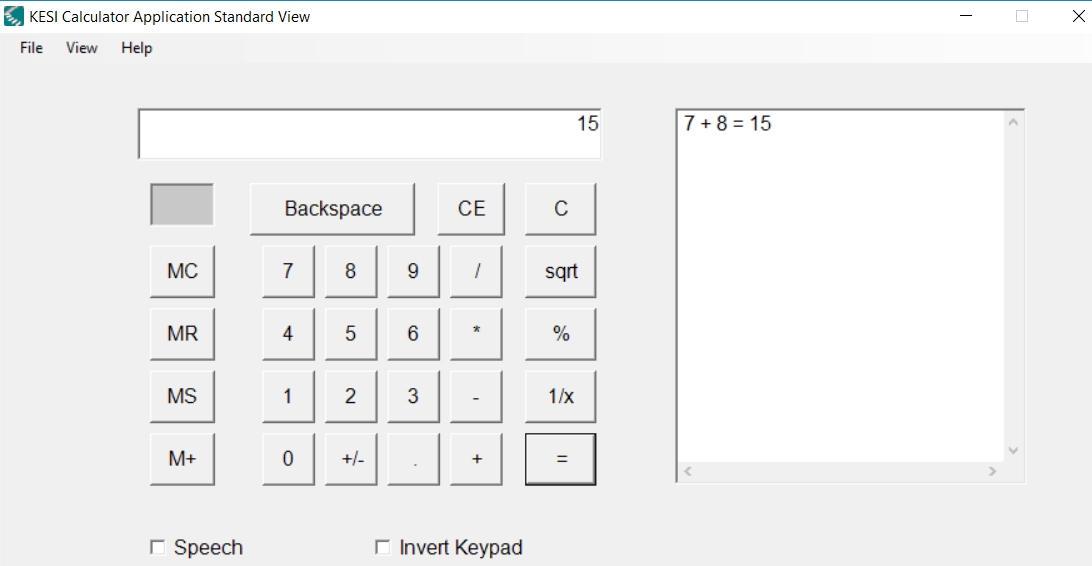 KESI Calculator Application Standard View
File View Help
15
7 + 8 = 15
Backspace CE C
MC 7 8 9 / sqrt
MR 4 5 6 * %
MS 1 2 3 - 1/x
M+ 0 +/- . + =
Speech Invert Keypad